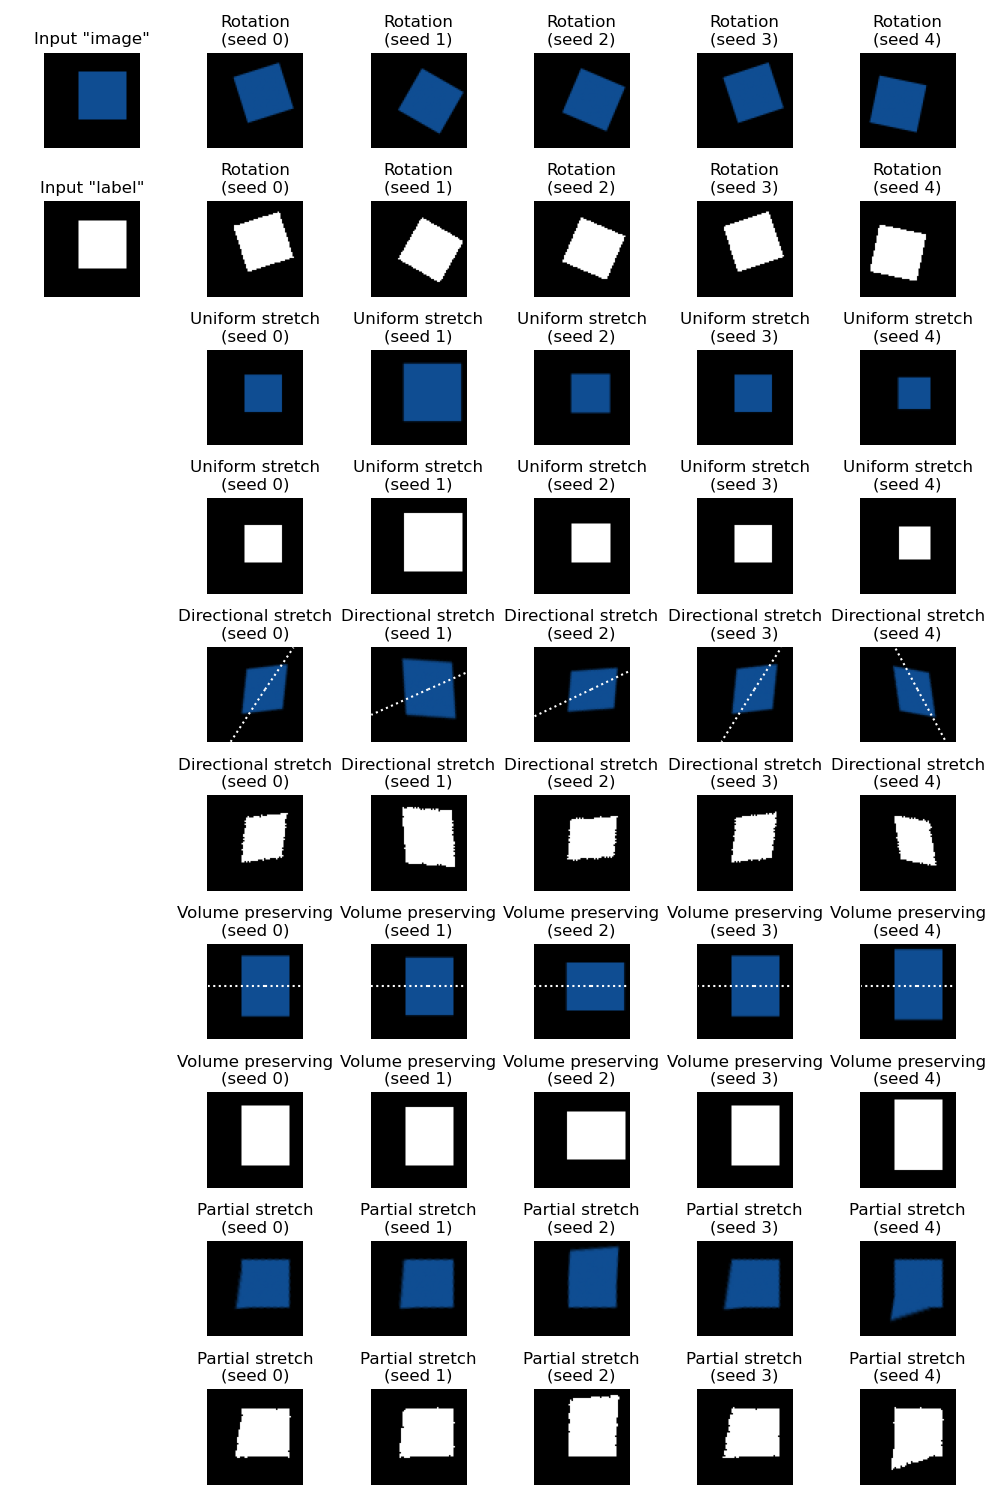 Input "image"
Rotation
(seed 0)
Rotation
(seed 1)
Rotation
(seed 2)
Rotation
(seed 3)
Rotation
(seed 4)
Input "label"
Rotation
(seed 0)
Rotation
(seed 1)
Rotation
(seed 2)
Rotation
(seed 3)
Rotation
(seed 4)
Uniform stretch
(seed 0)
Uniform stretch
(seed 1)
Uniform stretch
(seed 2)
Uniform stretch
(seed 3)
Uniform stretch
(seed 4)
Uniform stretch
(seed 0)
Uniform stretch
(seed 1)
Uniform stretch
(seed 2)
Uniform stretch
(seed 3)
Uniform stretch
(seed 4)
Directional stretch
(seed 0)
Directional stretch
(seed 1)
Directional stretch
(seed 2)
Directional stretch
(seed 3)
Directional stretch
(seed 4)
Directional stretch
(seed 0)
Directional stretch
(seed 1)
Directional stretch
(seed 2)
Directional stretch
(seed 3)
Directional stretch
(seed 4)
Volume preserving
(seed 0)
Volume preserving
(seed 1)
Volume preserving
(seed 2)
Volume preserving
(seed 3)
Volume preserving
(seed 4)
Volume preserving
(seed 0)
Volume preserving
(seed 1)
Volume preserving
(seed 2)
Volume preserving
(seed 3)
Volume preserving
(seed 4)
Partial stretch
(seed 0)
Partial stretch
(seed 1)
Partial stretch
(seed 2)
Partial stretch
(seed 3)
Partial stretch
(seed 4)
Partial stretch
(seed 0)
Partial stretch
(seed 1)
Partial stretch
(seed 2)
Partial stretch
(seed 3)
Partial stretch
(seed 4)